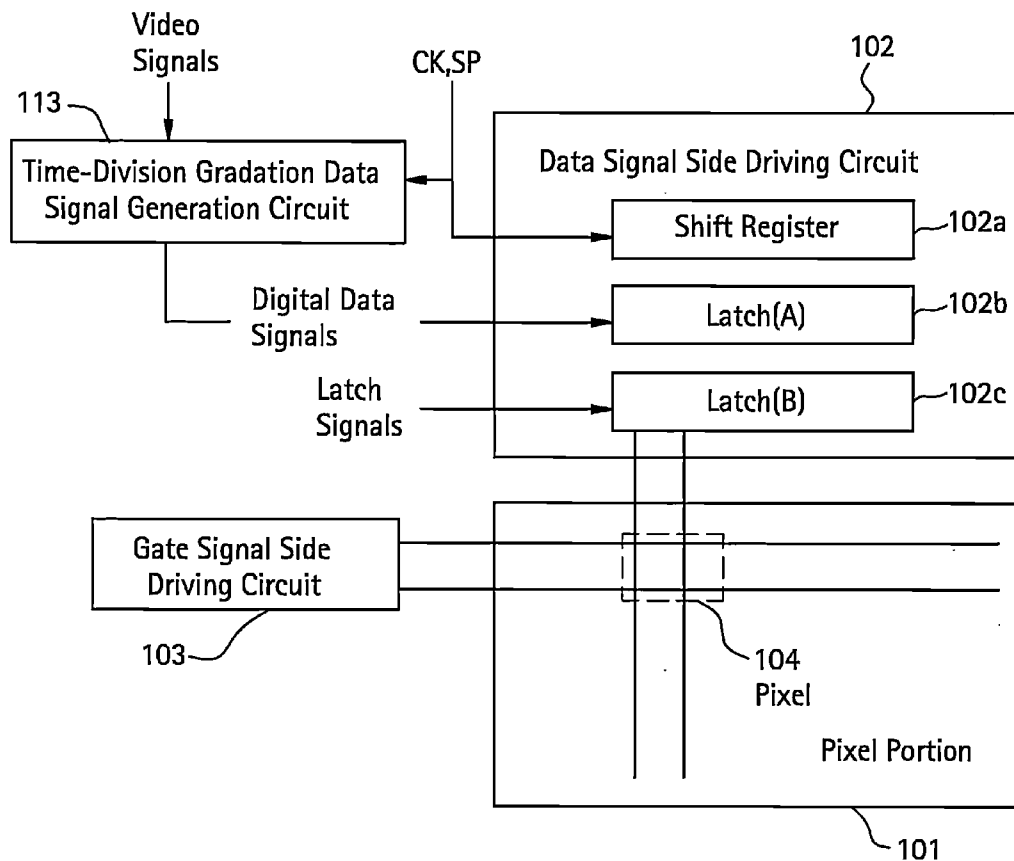 Video
Signals
CK,SP
102
113
Time-Division Gradation Data
Signal Generation Circuit
Data Signal Side Driving Circuit
Shift Register
102a
Digital Data
Signals
Latch(A)
102b
Latch
Signals
Latch(B)
102c
Gate Signal Side
Driving Circuit
103
104
Pixel
Pixel Portion
101